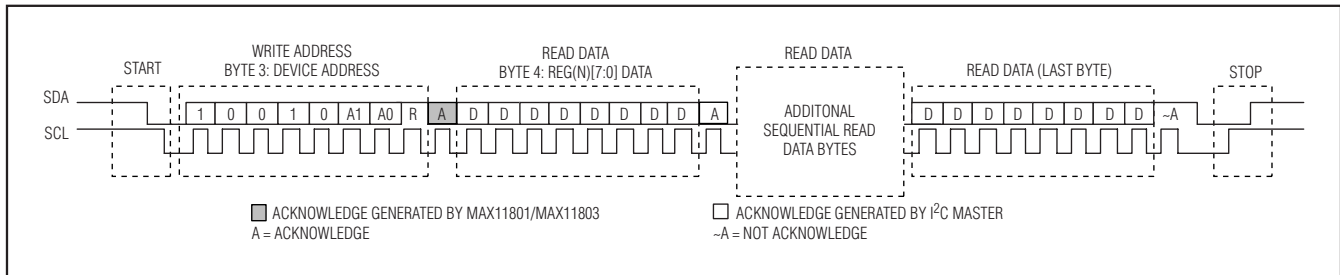 START
WRITE ADDRESS
BYTE 3: DEVICE ADDRESS
READ DATA
BYTE 4: REG(N)[7:0] DATA
READ DATA
READ DATA (LAST BYTE)
STOP
SDA
1 0 0 1 0 A1 A0 R A D D D D D D D D A
ADDITONAL
SEQUENTIAL READ
DATA BYTES
D D D D D D D D ~A
SCL
ACKNOWLEDGE GENERATED BY MAX11801/MAX11803
A = ACKNOWLEDGE
ACKNOWLEDGE GENERATED BY I²C MASTER
~A = NOT ACKNOWLEDGE